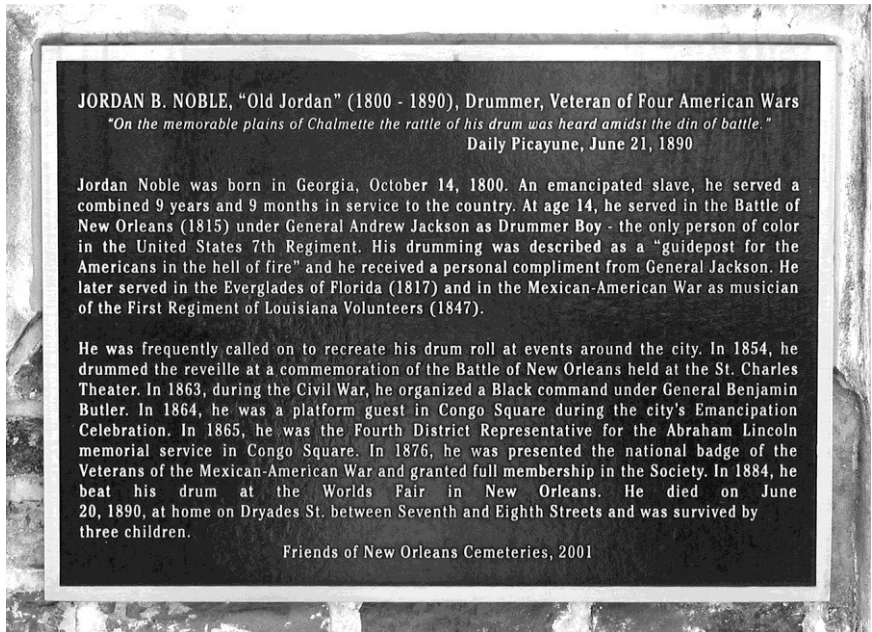 JORDAN B. NOBLE, "Old Jordan" (1800 - 1890), Drummer, Veteran of Four American Wars
"On the memorable plains of Chalmette the rattle of his drum was heard amidst the din of battle."
Daily Picayune, June 21, 1890
Jordan Noble was born in Georgia, October 14, 1800. An emancipated slave, he served a
combined 9 years and 9 months in service to the country. At age 14, he served in the Battle of
New Orleans (1815) under General Andrew Jackson as Drummer Boy - the only person of color
in the United States 7th Regiment. His drumming was described as a "guidepost for the
Americans in the hell of fire" and he received a personal compliment from General Jackson. He
later served in the Everglades of Florida (1817) and in the Mexican-American War as musician
of the First Regiment of Louisiana Volunteers (1847).
He was frequently called on to recreate his drum roll at events around the city. In 1854, he
drummed the reveille at a commemoration of the Battle of New Orleans held at the St. Charles
Theater. In 1863, during the Civil War, he organized a Black command under General Benjamin
Butler. In 1864, he was a platform guest in Congo Square during the city's Emancipation
Celebration. In 1865, he was the Fourth District Representative for the Abraham Lincoln
memorial service in Congo Square. In 1876, he was presented the national badge of the
Veterans of the Mexican-American War and granted full membership in the Society. In 1884, he
beat his drum at the Worlds Fair in New Orleans. He died on June
20, 1890, at home on Dryades St. between Seventh and Eighth Streets and was survived by
three children.
Friends of New Orleans Cemeteries, 2001